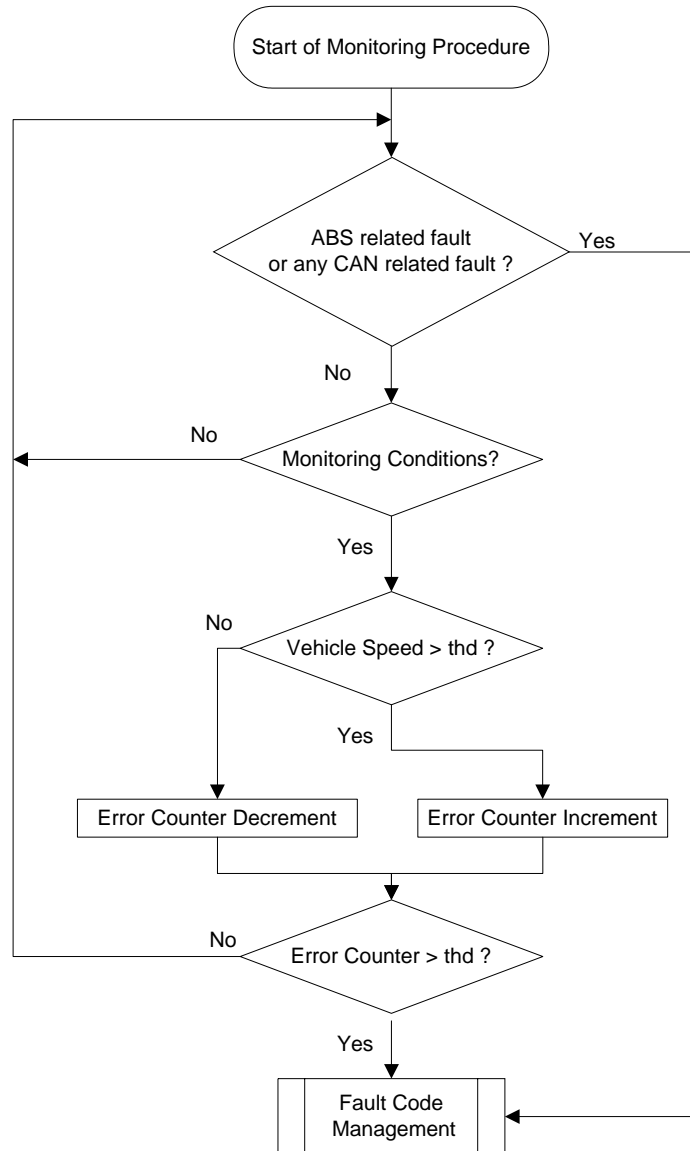 Start of Monitoring Procedure
ABS related fault
or any CAN related fault ?
Yes
No
No
Monitoring Conditions?
Yes
No
Vehicle Speed > thd ?
Yes
Error Counter Decrement
Error Counter Increment
No
Error Counter > thd ?
Yes
Fault Code
Management